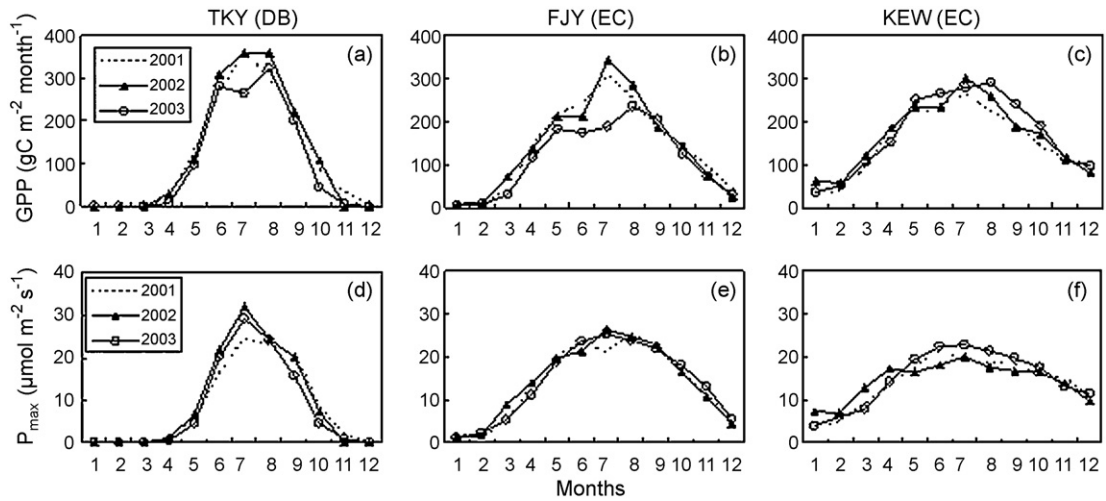 TKY (DB) FJY (EC) KEW (EC)
400 (a) 400 (b) 400 (c)
2001
2002
2003
300 300 300
200 200 200
100 100 100
0 0 0
GPP (gC m⁻² month⁻¹)
1 2 3 4 5 6 7 8 9 10 11 12 1 2 3 4 5 6 7 8 9 10 11 12 1 2 3 4 5 6 7 8 9 10 11 12
40 (d) 40 (e) 40 (f)
2001
2002
2003
30 30 30
20 20 20
10 10 10
0 0 0
Pmax (µmol m⁻² s⁻¹)
1 2 3 4 5 6 7 8 9 10 11 12 1 2 3 4 5 6 7 8 9 10 11 12 1 2 3 4 5 6 7 8 9 10 11 12
Months